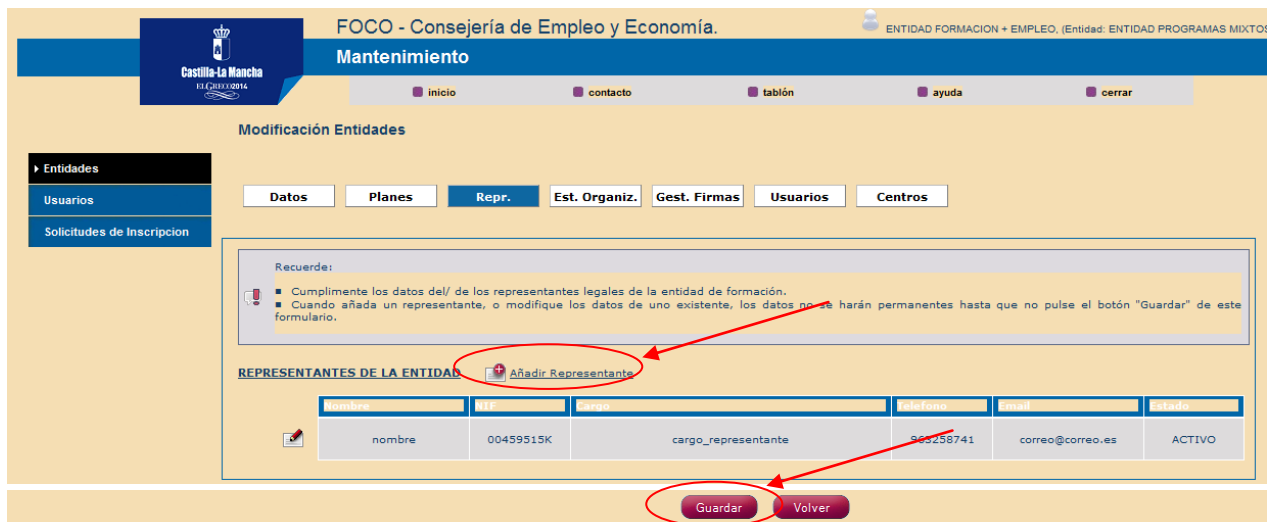 FOCO - Consejería de Empleo y Economía.
ENTIDAD FORMACION + EMPLEO, (Entidad: ENTIDAD PROGRAMAS MIXTOS
Castilla-La Mancha
EL GRECO2014
Mantenimiento
inicio contacto tablón ayuda cerrar
Modificación Entidades
Entidades
Usuarios
Solicitudes de Inscripcion
Datos Planes Repr. Est. Organiz. Gest. Firmas Usuarios Centros
Recuerde:
Cumplimente los datos del/ de los representantes legales de la entidad de formación.
Cuando añada un representante, o modifique los datos de uno existente, los datos no se harán permanentes hasta que no pulse el botón "Guardar" de este
formulario.
REPRESENTANTES DE LA ENTIDAD Añadir Representante
Nombre NIF Cargo Telefono Email Estado
nombre 00459515K cargo_representante 963258741 correo@correo.es ACTIVO
Guardar Volver